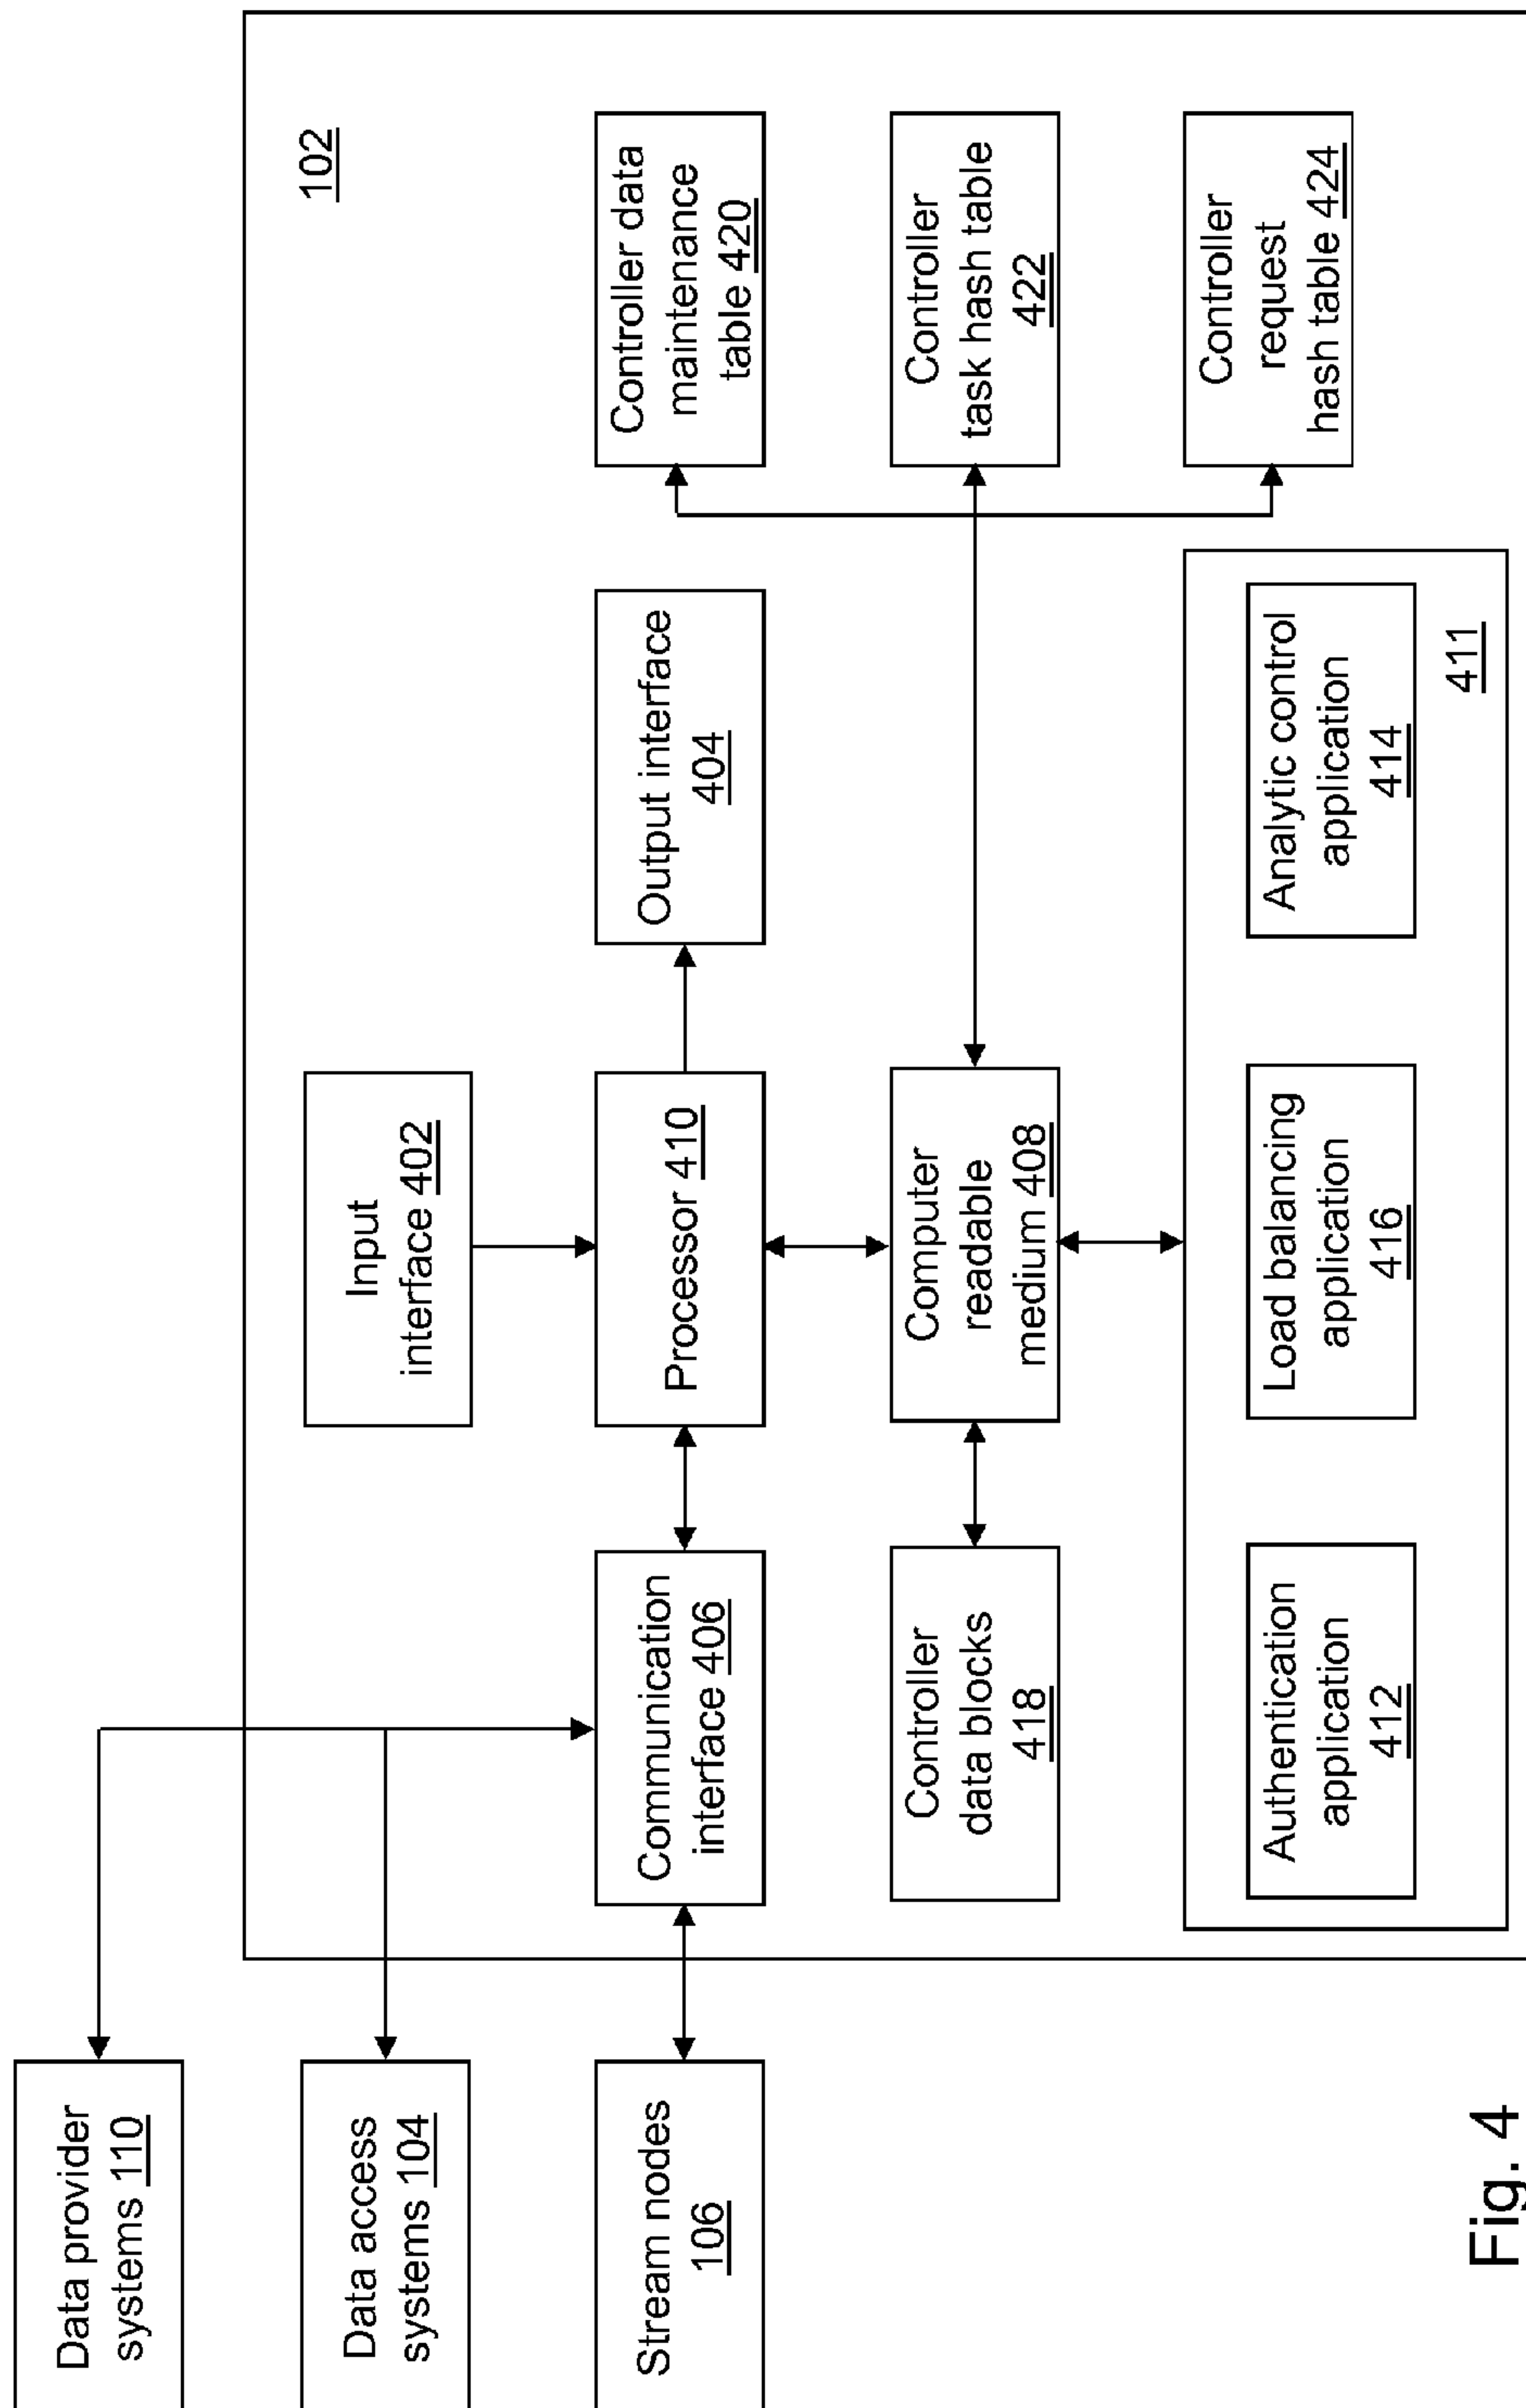 Data provider
systems 110
Data access
systems 104
Stream nodes
106
102
Input
interface 402
Communication
interface 406
Processor 410
Output interface
404
Controller data
maintenance
table 420
Controller
data blocks
418
Computer
readable
medium 408
Controller
task hash table
422
Controller
request
hash table 424
Authentication
application
412
Load balancing
application
416
Analytic control
application
414
411
Fig. 4